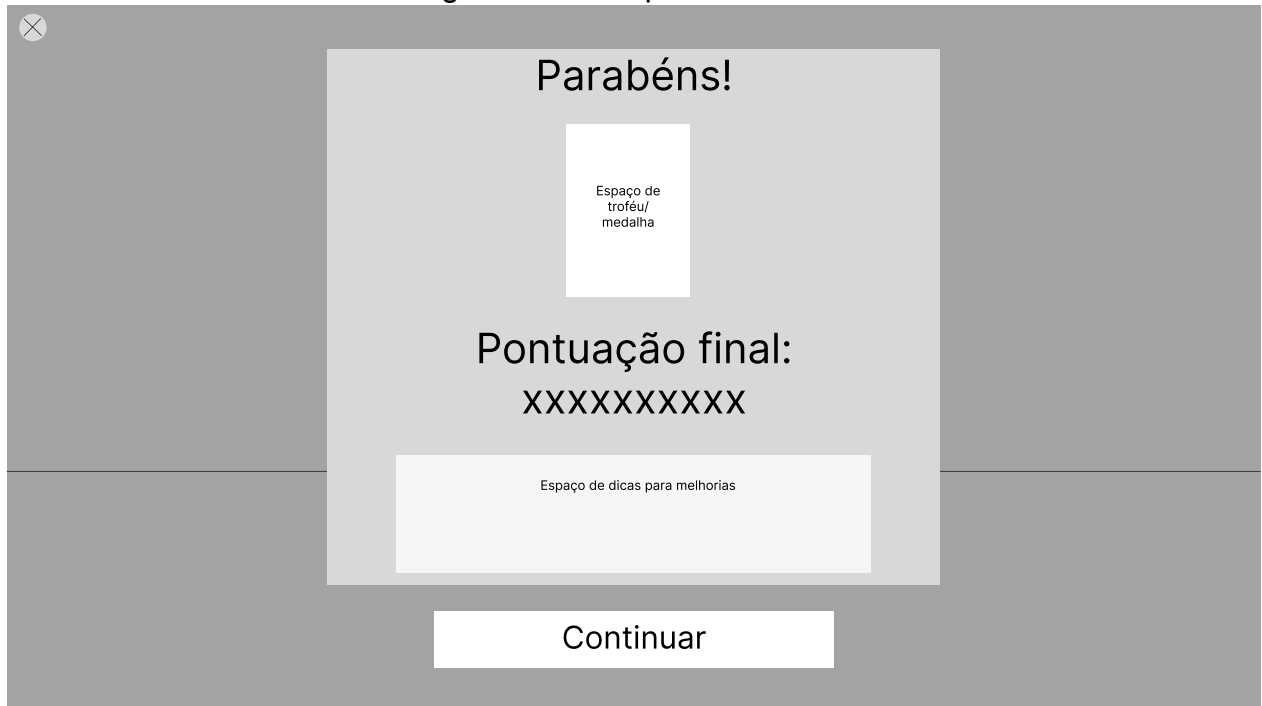 Parabéns!
Espaço de
troféu/
medalha
Pontuação final:
xxxxxxxxxx
Espaço de dicas para melhorias
Continuar